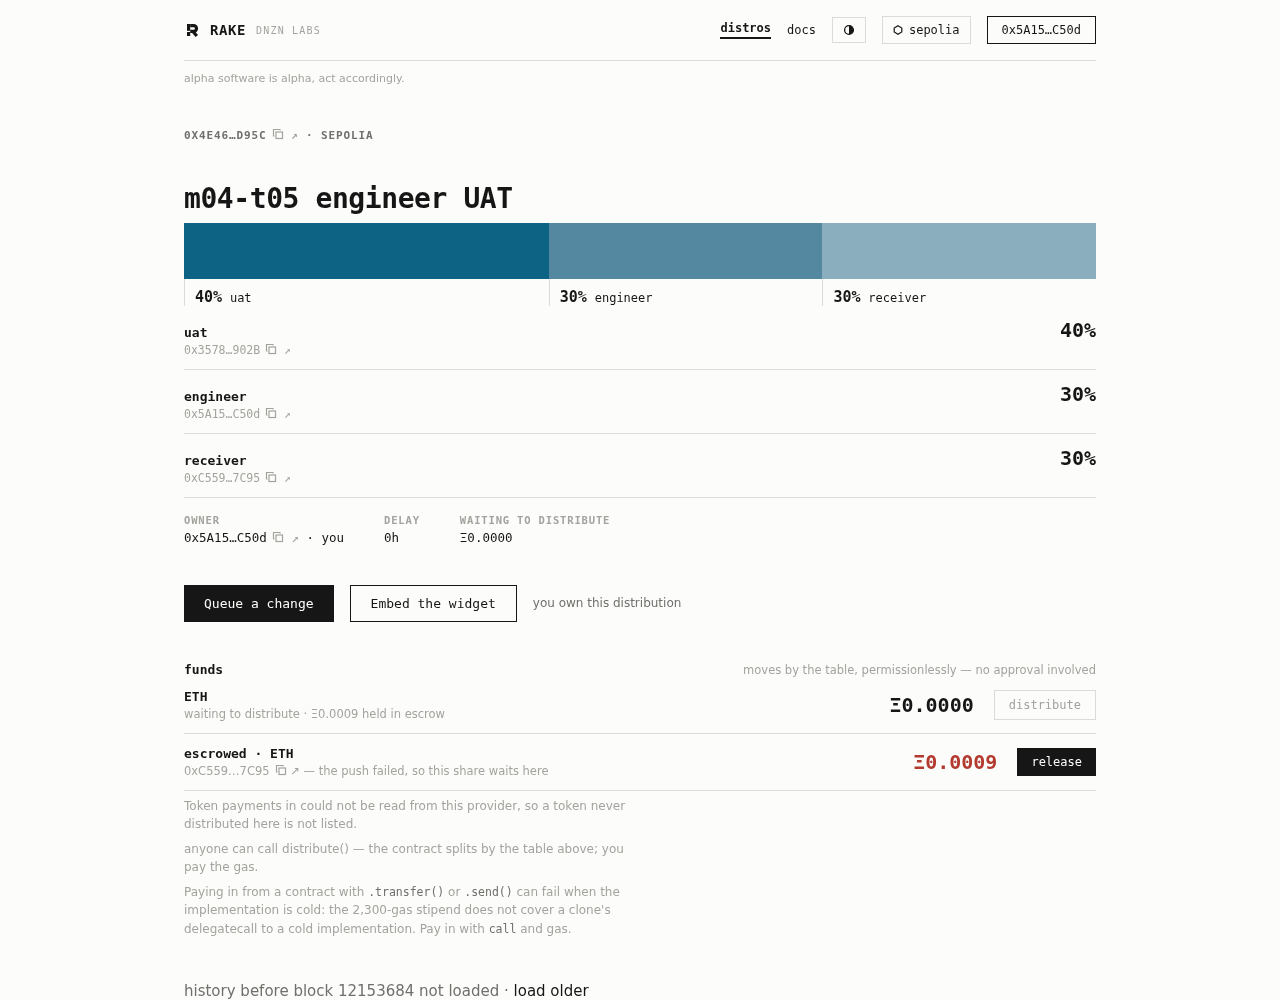 RAKE DNZN LABS distros docs sepolia 0x5A15…C50d
alpha software is alpha, act accordingly.
0X4E46…D95C ↗ · SEPOLIA
m04-t05 engineer UAT
40% uat 30% engineer 30% receiver
uat 40%
0x3578…902B ↗
engineer 30%
0x5A15…C50d ↗
receiver 30%
0xC559…7C95 ↗
OWNER DELAY WAITING TO DISTRIBUTE
0x5A15…C50d ↗ · you 0h Ξ0.0000
Queue a change Embed the widget you own this distribution
funds moves by the table, permissionlessly — no approval involved
ETH Ξ0.0000 distribute
waiting to distribute · Ξ0.0009 held in escrow
escrowed · ETH Ξ0.0009 release
0xC559…7C95 ↗ — the push failed, so this share waits here
Token payments in could not be read from this provider, so a token never
distributed here is not listed.
anyone can call distribute() — the contract splits by the table above; you
pay the gas.
Paying in from a contract with .transfer() or .send() can fail when the
implementation is cold: the 2,300-gas stipend does not cover a clone's
delegatecall to a cold implementation. Pay in with call and gas.
history before block 12153684 not loaded · load older